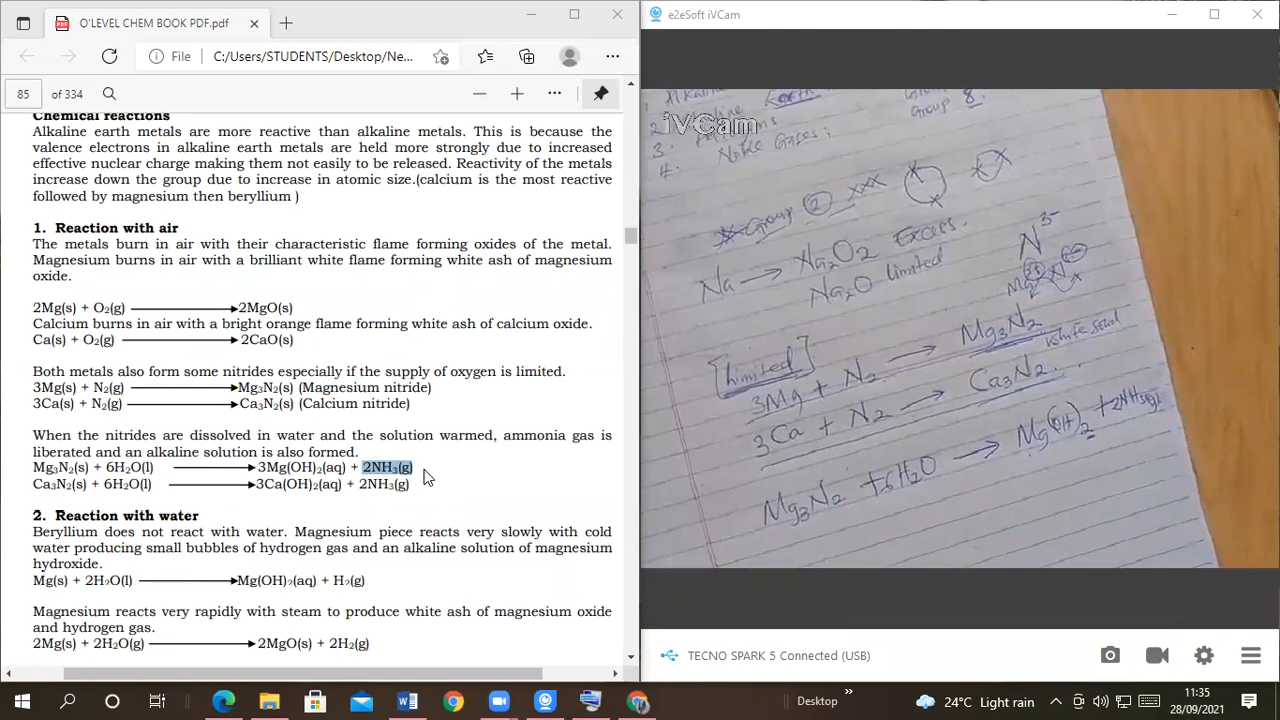 O'LEVEL CHEM BOOK PDF.pdf
File C:/Users/STUDENTS/Desktop/Ne...
85 of 334
Chemical reactions
Alkaline earth metals are more reactive than alkaline metals. This is because the
valence electrons in alkaline earth metals are held more strongly due to increased
effective nuclear charge making them not easily to be released. Reactivity of the metals
increase down the group due to increase in atomic size.(calcium is the most reactive
followed by magnesium then beryllium )
1. Reaction with air
The metals burn in air with their characteristic flame forming oxides of the metal.
Magnesium burns in air with a brilliant white flame forming white ash of magnesium
oxide.
2Mg(s) + O₂(g) ⟶ 2MgO(s)
Calcium burns in air with a bright orange flame forming white ash of calcium oxide.
Ca(s) + O₂(g) ⟶ 2CaO(s)
Both metals also form some nitrides especially if the supply of oxygen is limited.
3Mg(s) + N₂(g) ⟶ Mg₃N₂(s) (Magnesium nitride)
3Ca(s) + N₂(g) ⟶ Ca₃N₂(s) (Calcium nitride)
When the nitrides are dissolved in water and the solution warmed, ammonia gas is
liberated and an alkaline solution is also formed.
Mg₃N₂(s) + 6H₂O(l) ⟶ 3Mg(OH)₂(aq) + 2NH₃(g)
Ca₃N₂(s) + 6H₂O(l) ⟶ 3Ca(OH)₂(aq) + 2NH₃(g)
2. Reaction with water
Beryllium does not react with water. Magnesium piece reacts very slowly with cold
water producing small bubbles of hydrogen gas and an alkaline solution of magnesium
hydroxide.
Mg(s) + 2H₂O(l) ⟶ Mg(OH)₂(aq) + H₂(g)
Magnesium reacts very rapidly with steam to produce white ash of magnesium oxide
and hydrogen gas.
2Mg(s) + 2H₂O(g) ⟶ 2MgO(s) + 2H₂(g)
e2eSoft iVCam
1. Alkaline Earth
2. Group 8.
iVCam
3. Noble Gases:
4.
Group 2 xxx
N³⁻
Na → Na₂O₂ Excess.
Na₂O limited
Mg N
[Limited]
3Mg + N₂ → Mg₃N₂ white solid
3Ca + N₂ → Ca₃N₂.
Mg₃N₂ + 6H₂O → Mg(OH)₂ + 2NH₃(g)
TECNO SPARK 5 Connected (USB)
Desktop
24°C Light rain
11:35
28/09/2021